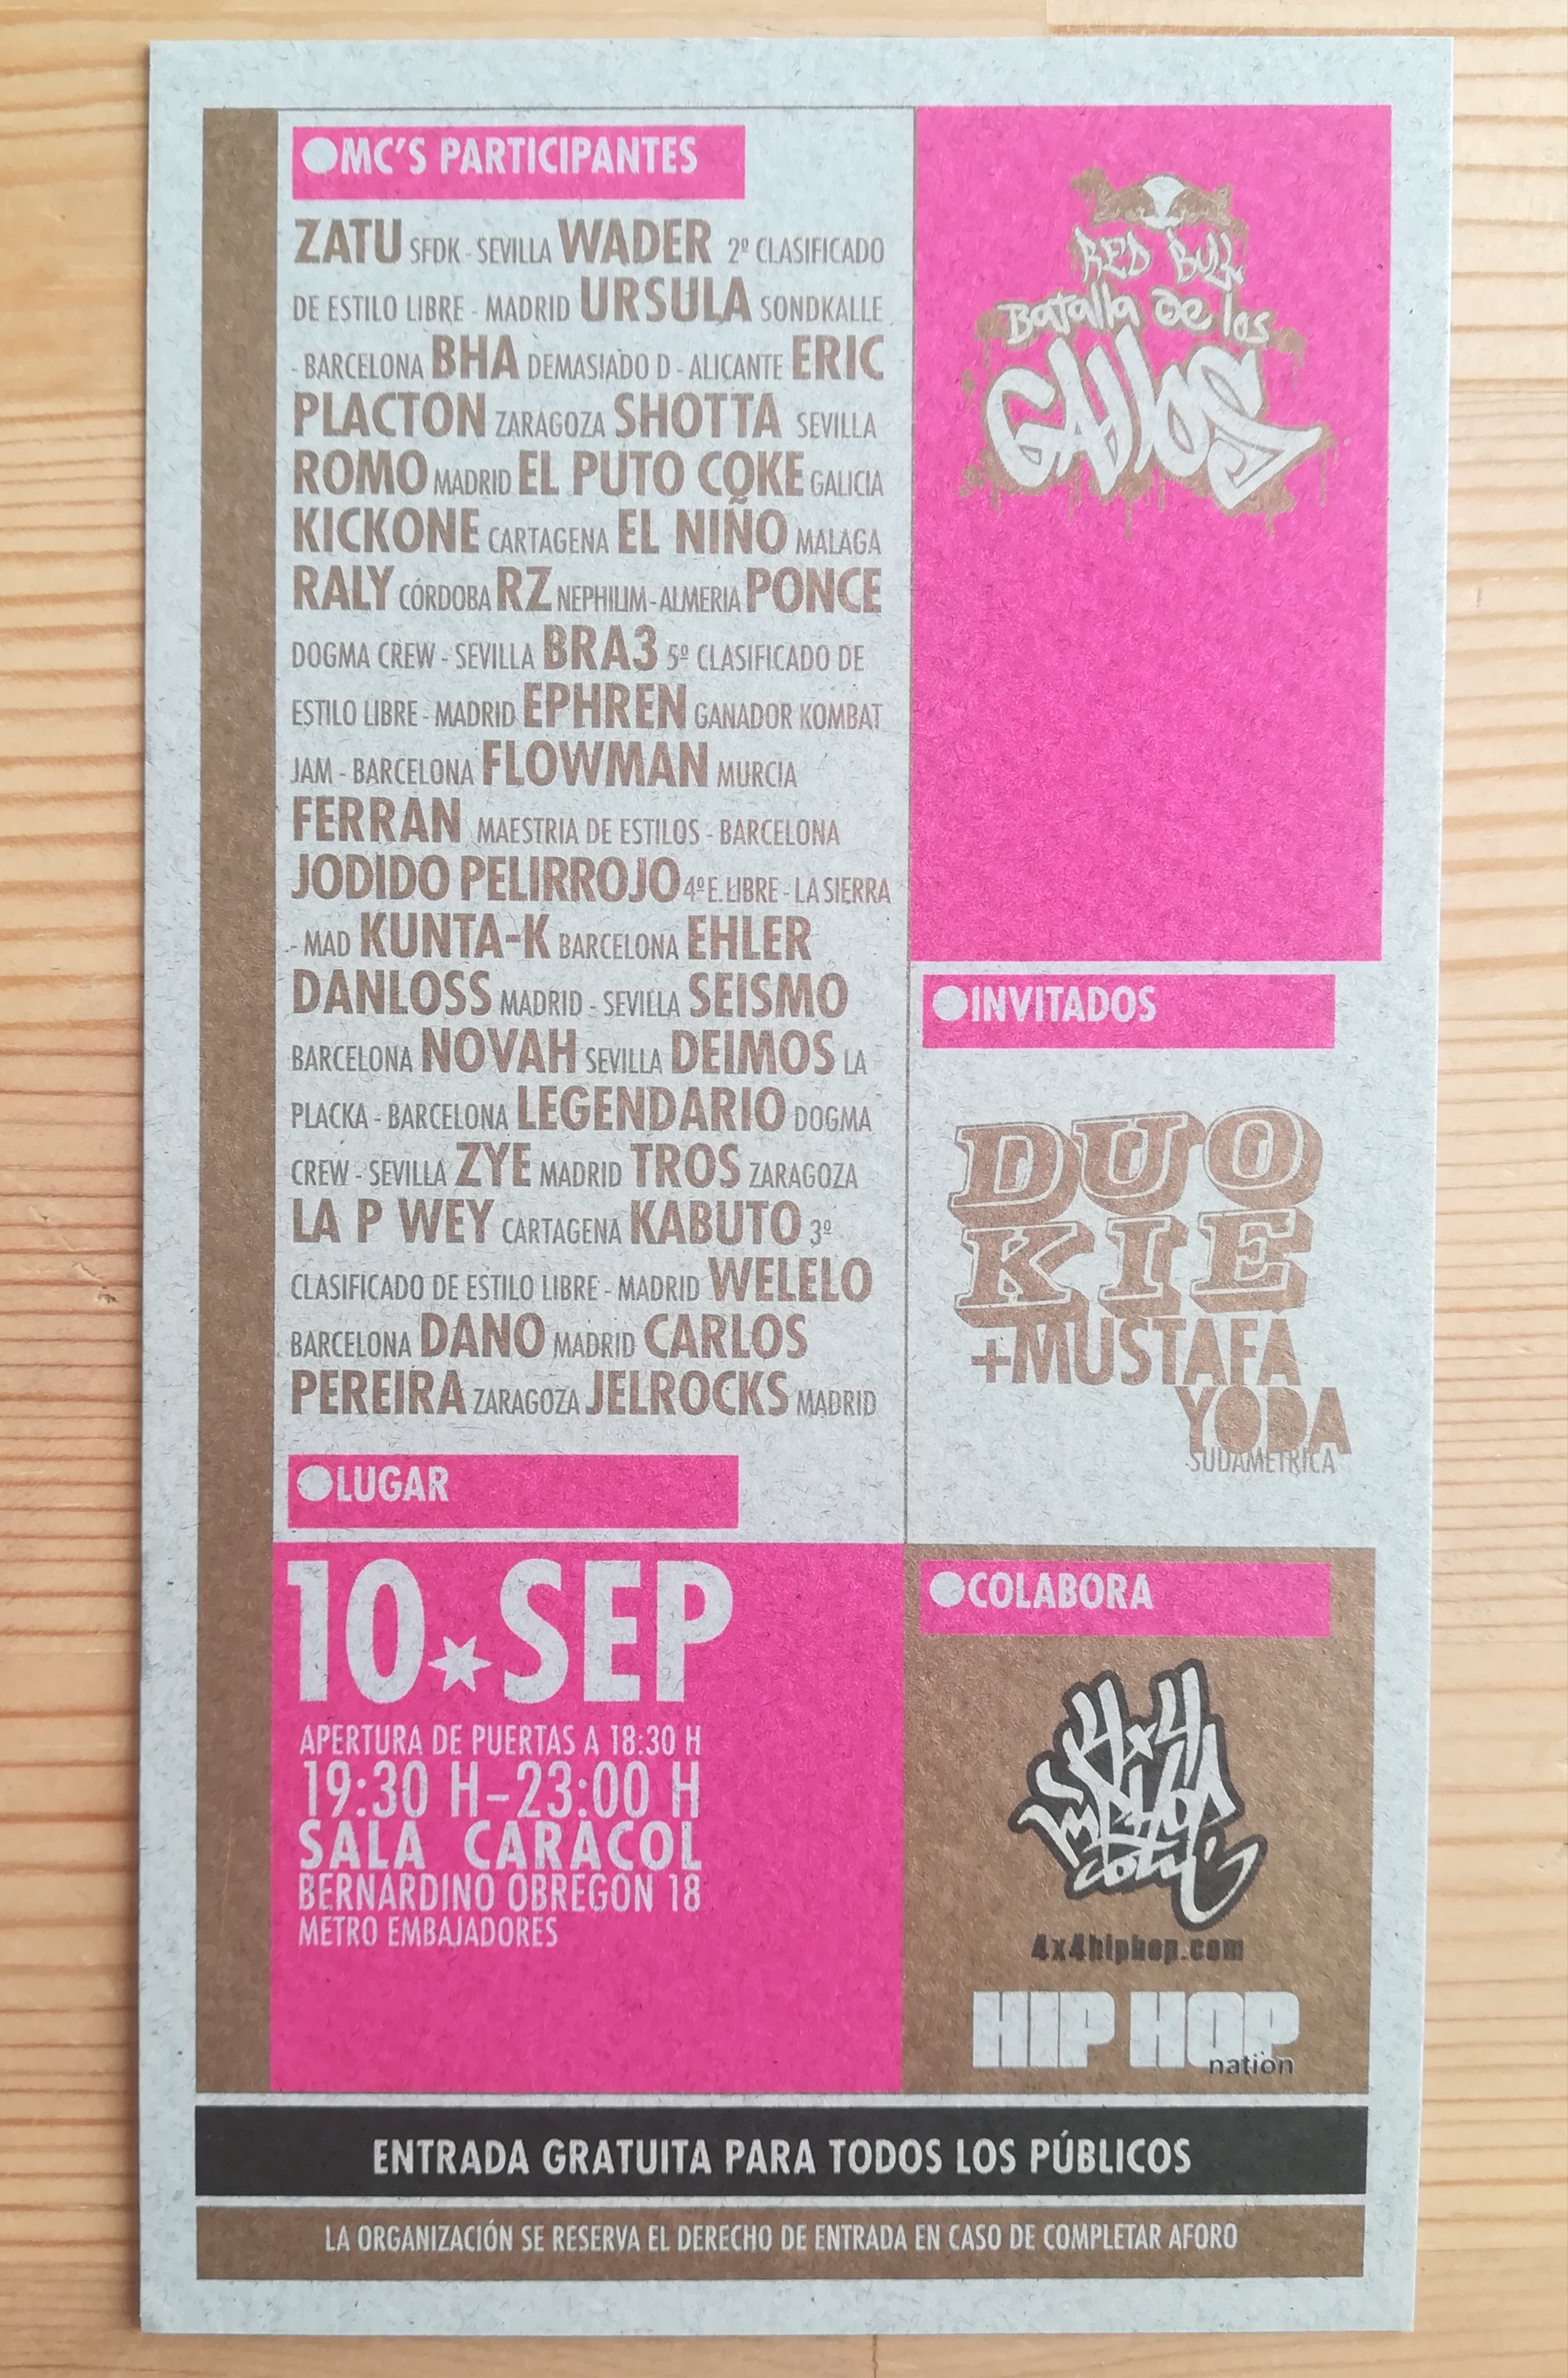 ●MC'S PARTICIPANTES
ZATU SFDK - SEVILLA WADER 2º CLASIFICADO
DE ESTILO LIBRE - MADRID URSULA SONDKALLE
- BARCELONA BHA DEMASIADO D - ALICANTE ERIC
PLACTON ZARAGOZA SHOTTA SEVILLA
ROMO MADRID EL PUTO COKE GALICIA
KICKONE CARTAGENA EL NIÑO MALAGA
RALY CÓRDOBA RZ NEPHILIM - ALMERIA PONCE
DOGMA CREW - SEVILLA BRA3 5º CLASIFICADO DE
ESTILO LIBRE - MADRID EPHREN GANADOR KOMBAT
JAM - BARCELONA FLOWMAN MURCIA
FERRAN MAESTRIA DE ESTILOS - BARCELONA
JODIDO PELIRROJO 4º E. LIBRE - LA SIERRA
- MAD KUNTA-K BARCELONA EHLER
DANLOSS MADRID - SEVILLA SEISMO
BARCELONA NOVAH SEVILLA DEIMOS LA
PLACKA - BARCELONA LEGENDARIO DOGMA
CREW - SEVILLA ZYE MADRID TROS ZARAGOZA
LA P WEY CARTAGENA KABUTO 3º
CLASIFICADO DE ESTILO LIBRE - MADRID WELELO
BARCELONA DANO MADRID CARLOS
PEREIRA ZARAGOZA JELROCKS MADRID
●LUGAR
10★SEP
APERTURA DE PUERTAS A 18:30 H
19:30 H-23:00 H
SALA CARACOL
BERNARDINO OBREGON 18
METRO EMBAJADORES
RED BULL
Batalla de los
GALLOS
●INVITADOS
DUO
KIE
+MUSTAFA
YODA
SUDAMETRICA
●COLABORA
4x4hiphop.com
HIP HOP
nation
ENTRADA GRATUITA PARA TODOS LOS PÚBLICOS
LA ORGANIZACIÓN SE RESERVA EL DERECHO DE ENTRADA EN CASO DE COMPLETAR AFORO